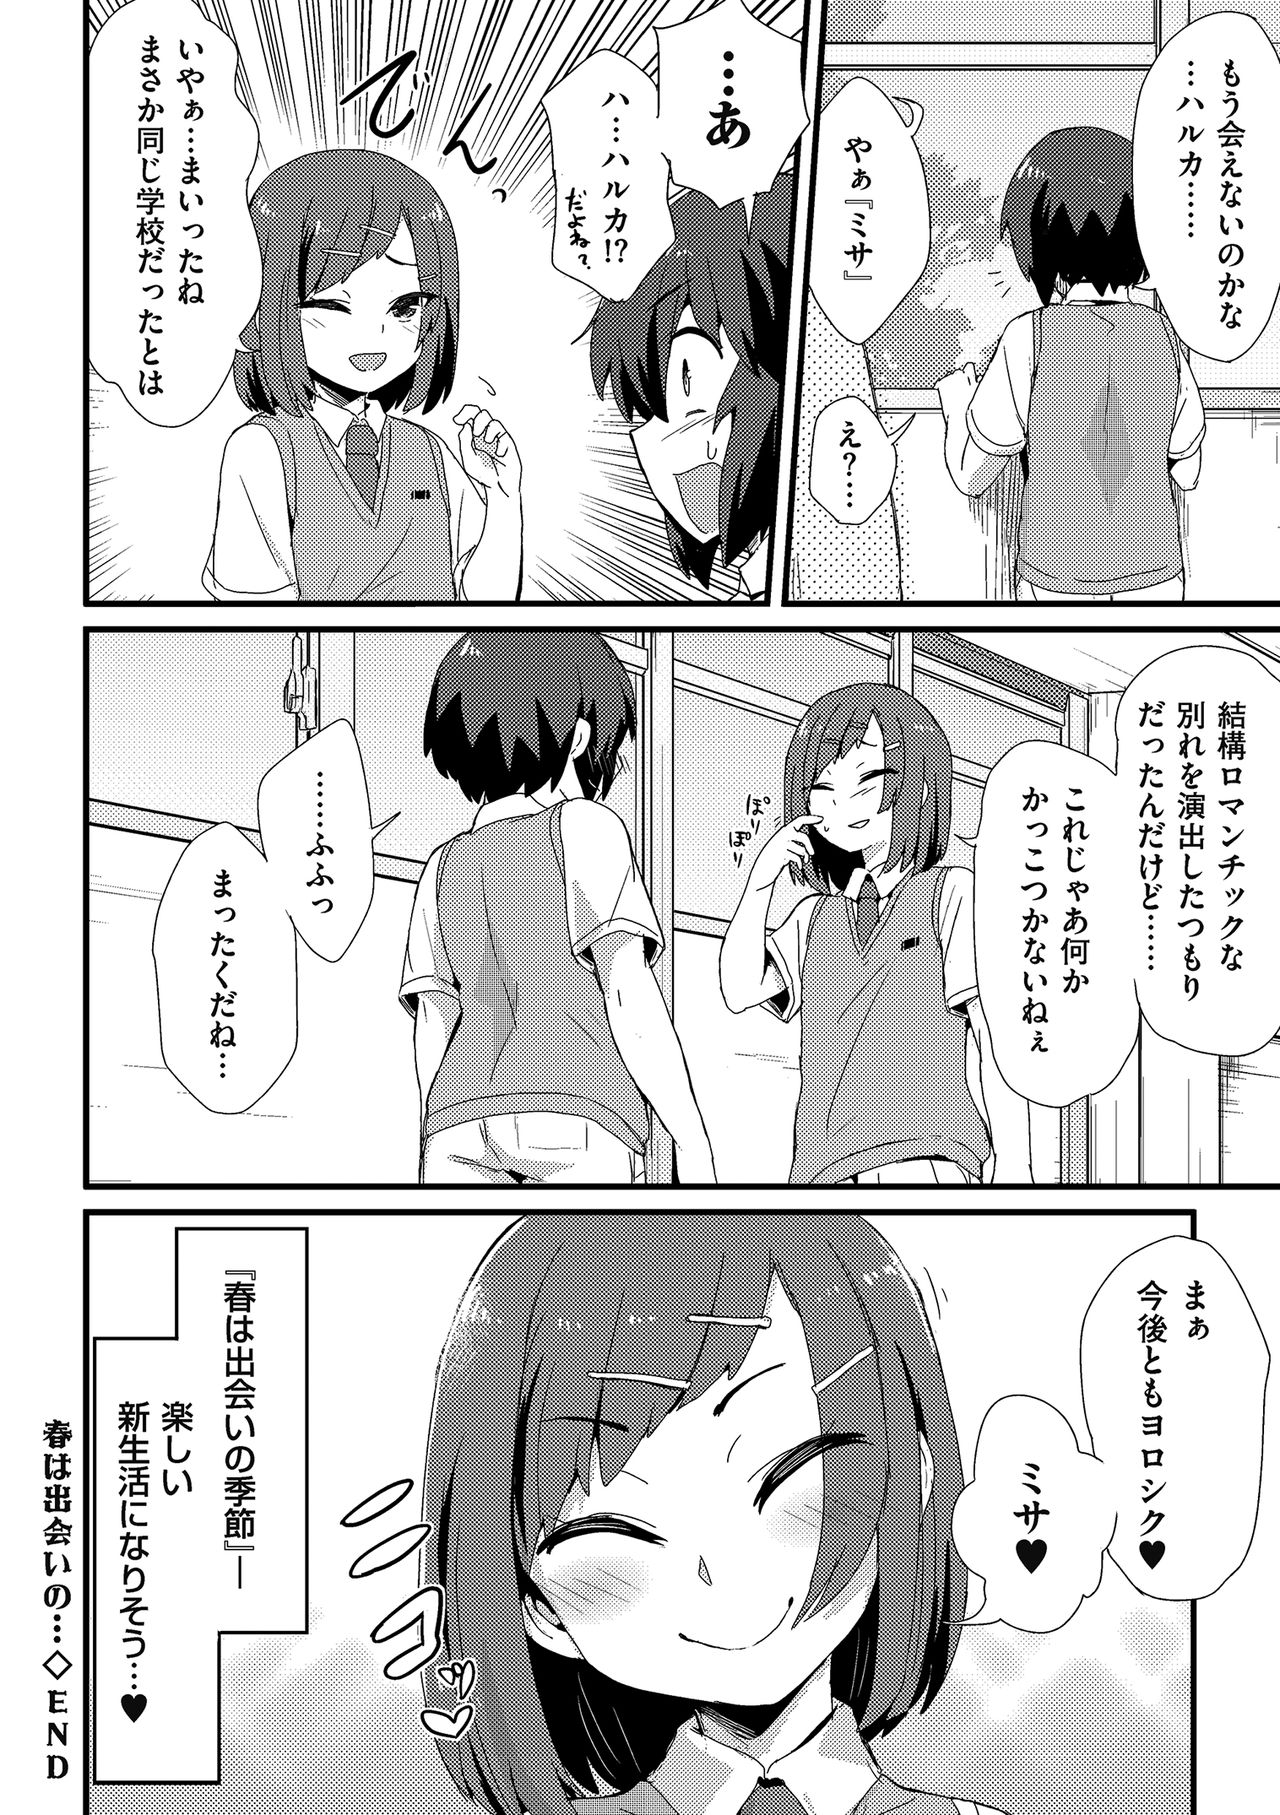 もう会えないのかな
…ハルカ……
やぁ『ミサ』
え？……
…あ
ハ…ハルカ!?
だよね？
でんっ
いやぁ…まいったね
まさか同じ学校だったとは
結構ロマンチックな
別れを演出したつもり
だったんだけど……
これじゃあ何か
かっこつかないねぇ
ぽり
ぽり
……ふふっ
まったくだね…
まぁ
今後ともヨロシク♥
ミサ♥
ニコッ♡
『春は出会いの季節』―
楽しい
新生活になりそう…♥
春は出会いの…◇END